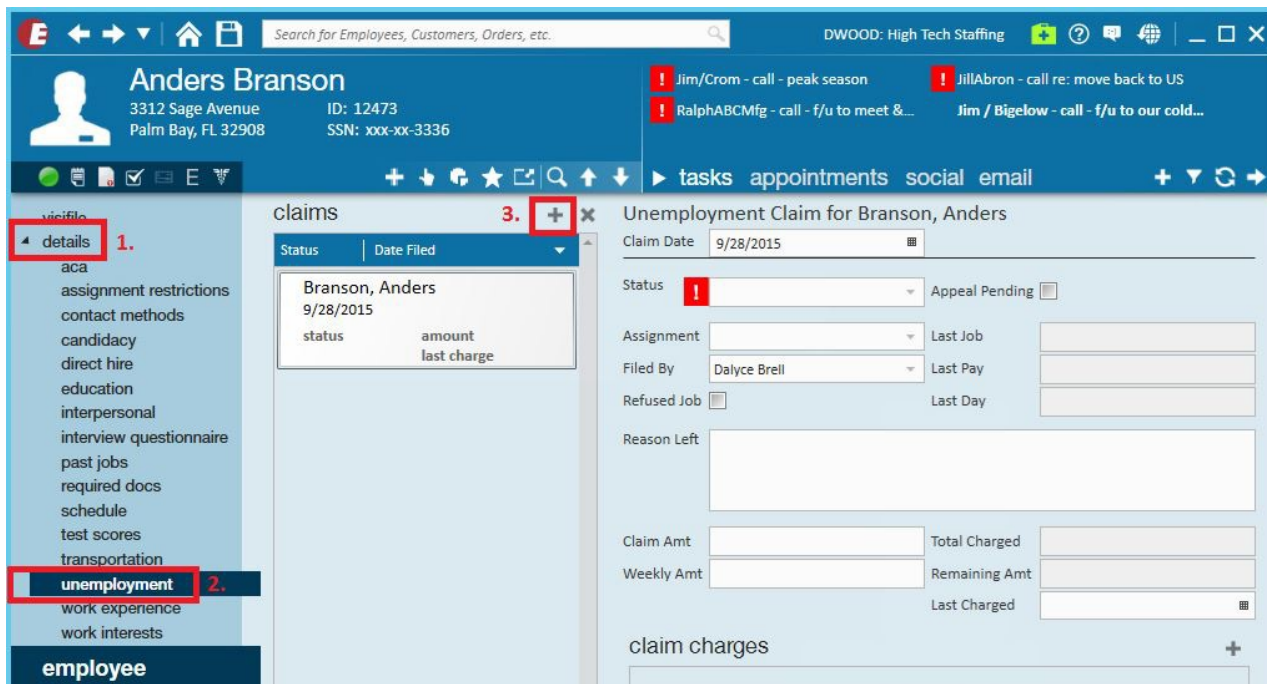 E
Search for Employees, Customers, Orders, etc.
DWOOD: High Tech Staffing
Anders Branson
3312 Sage Avenue ID: 12473
Palm Bay, FL 32908 SSN: xxx-xx-3336
! Jim/Crom - call - peak season
! JillAbron - call re: move back to US
! RalphABCMfg - call - f/u to meet &...
Jim / Bigelow - call - f/u to our cold...
E
tasks appointments social email
visifile
details 1.
aca
assignment restrictions
contact methods
candidacy
direct hire
education
interpersonal
interview questionnaire
past jobs
required docs
schedule
test scores
transportation
unemployment 2.
work experience
work interests
employee
claims 3.
Status Date Filed
Branson, Anders
9/28/2015
status amount
last charge
Unemployment Claim for Branson, Anders
Claim Date 9/28/2015
Status ! Appeal Pending
Assignment Last Job
Filed By Dalyce Brell Last Pay
Refused Job Last Day
Reason Left
Claim Amt Total Charged
Weekly Amt Remaining Amt
Last Charged
claim charges